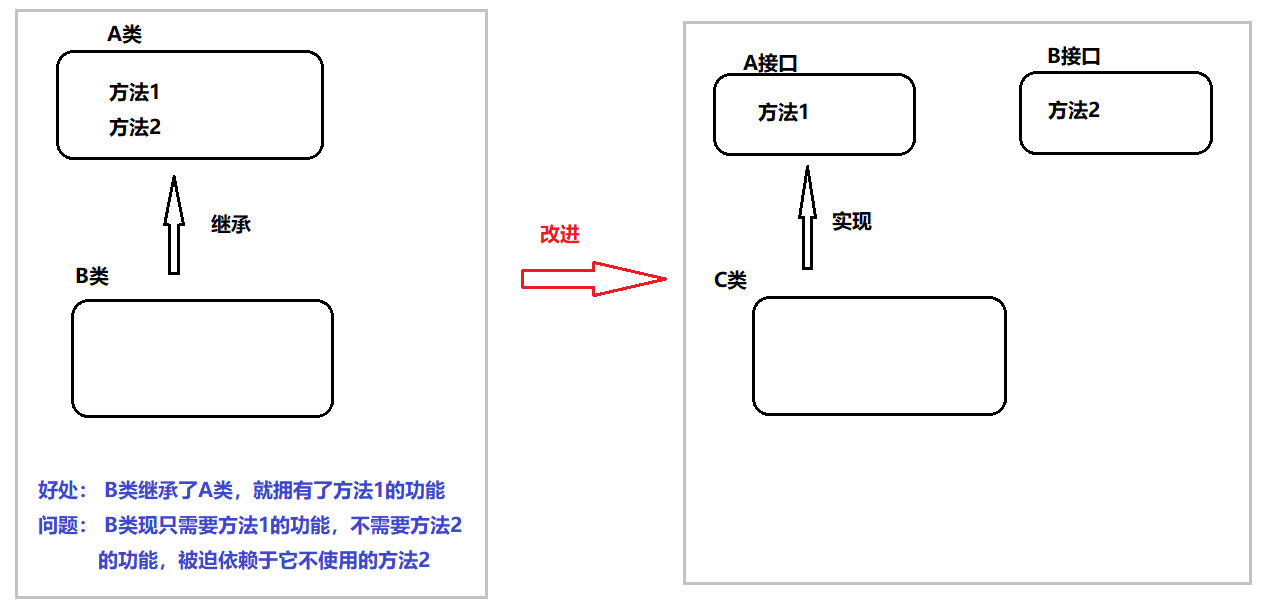 A类
方法1
方法2
继承
B类
好处： B类继承了A类，就拥有了方法1的功能
问题： B类现只需要方法1的功能，不需要方法2
的功能，被迫依赖于它不使用的方法2
改进
A接口
方法1
B接口
方法2
实现
C类